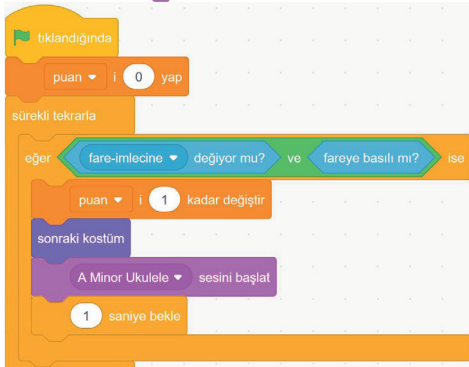 tıklandığında
puan i 0 yap
sürekli tekrarla
eğer fare-imlecine değiyor mu? ve fareye basılı mı? ise
puan i 1 kadar değiştir
sonraki kostüm
A Minor Ukulele sesini başlat
1 saniye bekle